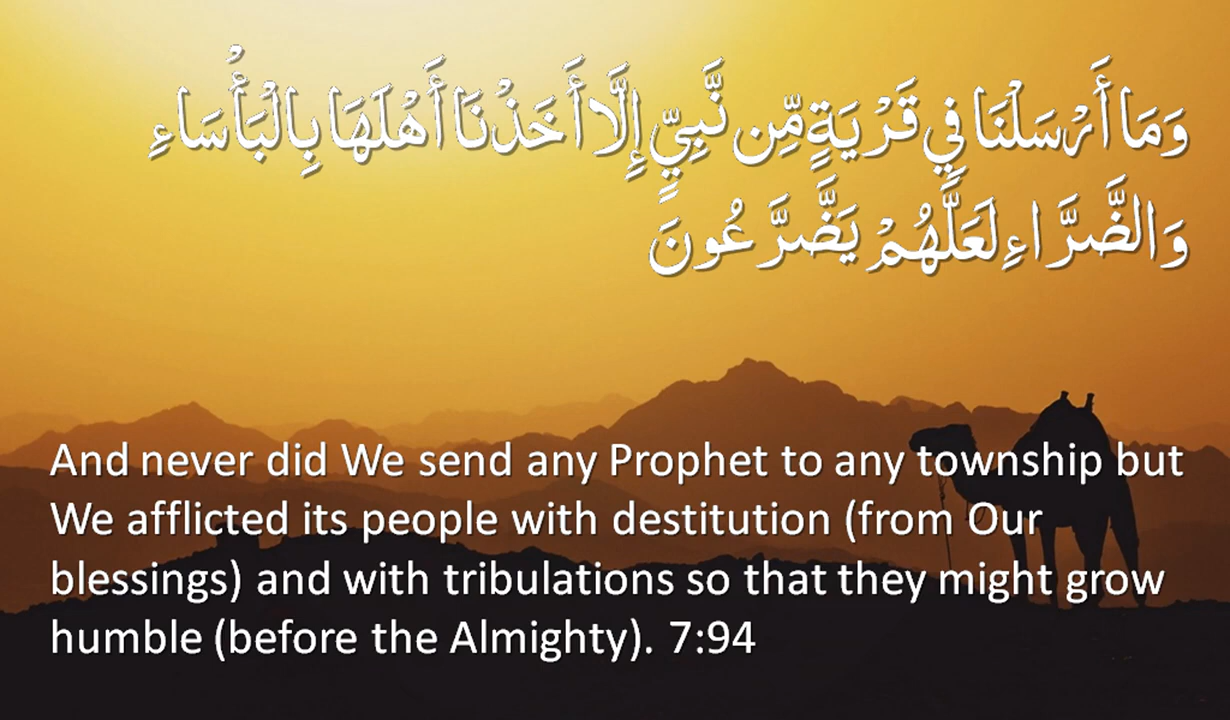 وَمَا أَرْسَلْنَا فِي قَرْيَةٍ مِّن نَّبِيٍّ إِلَّا أَخَذْنَا أَهْلَهَا بِالْبَأْسَاءِ
وَالضَّرَّاءِ لَعَلَّهُمْ يَضَّرَّعُونَ
And never did We send any Prophet to any township but
We afflicted its people with destitution (from Our
blessings) and with tribulations so that they might grow
humble (before the Almighty). 7:94